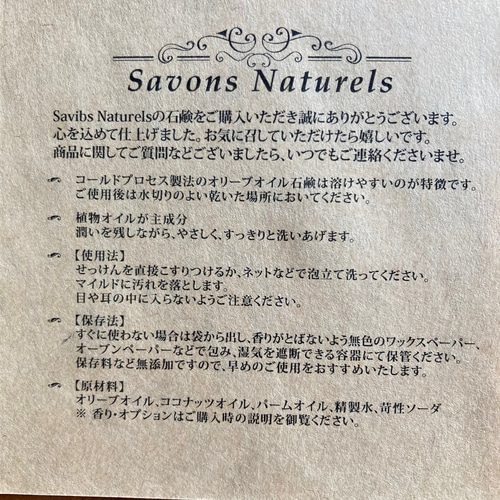 Savons Naturels
Savibs Naturelsの石鹸をご購入いただき誠にありがとうございます。
心を込めて仕上げました。お気に召していただけたら嬉しいです。
商品に関してご質問などございましたら、いつでもご連絡くださいませ。
コールドプロセス製法のオリーブオイル石鹸は溶けやすいのが特徴です。
ご使用後は水切りのよい乾いた場所においてください。
植物オイルが主成分
潤いを残しながら、やさしく、すっきりと洗いあげます。
【使用法】
せっけんを直接こすりつけるか、ネットなどで泡立て洗ってください。
マイルドに汚れを落とします。
目や耳の中に入らないようご注意ください。
【保存法】
すぐに使わない場合は袋から出し、香りがとばないよう無色のワックスペーパー、
オーブンペーパーなどで包み、湿気を遮断できる容器にて保管ください。
保存料など無添加ですので、早めのご使用をおすすめいたします。
【原材料】
オリーブオイル、ココナッツオイル、パームオイル、精製水、苛性ソーダ
※ 香り・オプションはご購入時の説明を御覧ください。